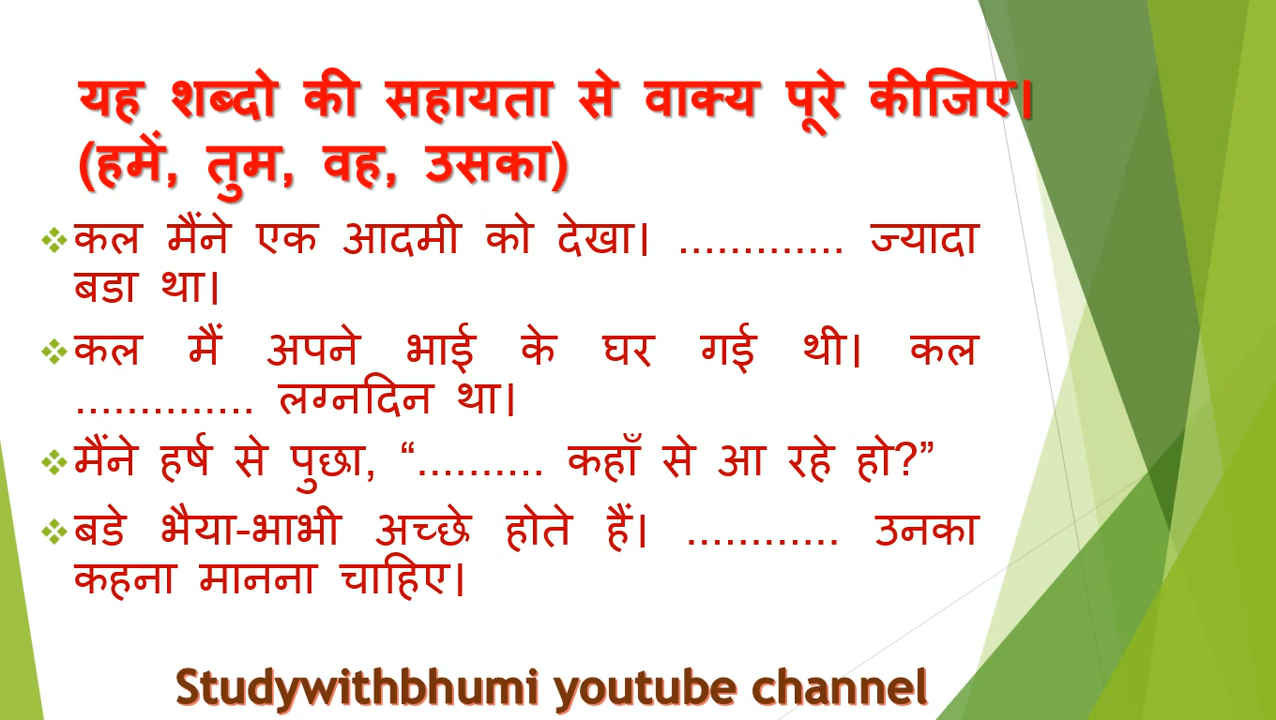 यह शब्दो की सहायता से वाक्य पूरे कीजिए।
(हमें, तुम, वह, उसका)
❖कल मैंने एक आदमी को देखा। ............. ज्यादा
बडा था।
❖कल मैं अपने भाई के घर गई थी। कल
.............. लग्नदिन था।
❖मैंने हर्ष से पुछा, “.......... कहाँ से आ रहे हो?”
❖बडे भैया-भाभी अच्छे होते हैं। ............ उनका
कहना मानना चाहिए।
Studywithbhumi youtube channel